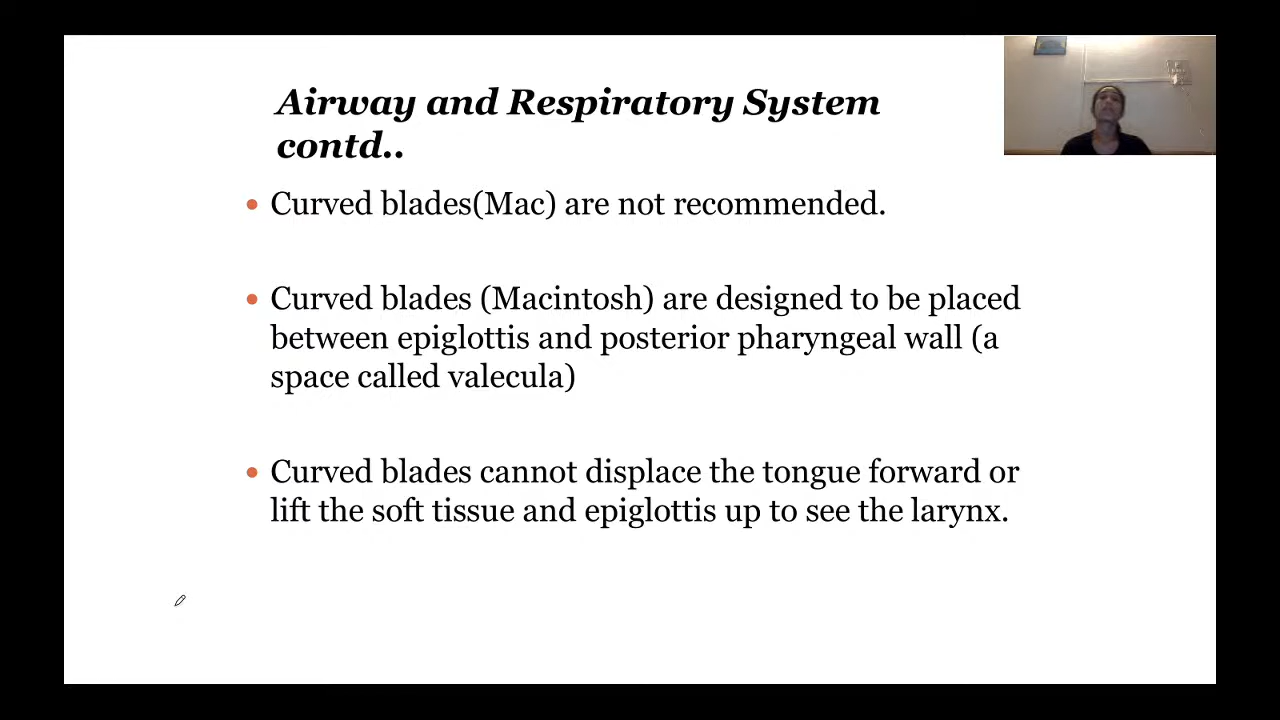 Airway and Respiratory System
contd..
• Curved blades(Mac) are not recommended.
• Curved blades (Macintosh) are designed to be placed
between epiglottis and posterior pharyngeal wall (a
space called valecula)
• Curved blades cannot displace the tongue forward or
lift the soft tissue and epiglottis up to see the larynx.